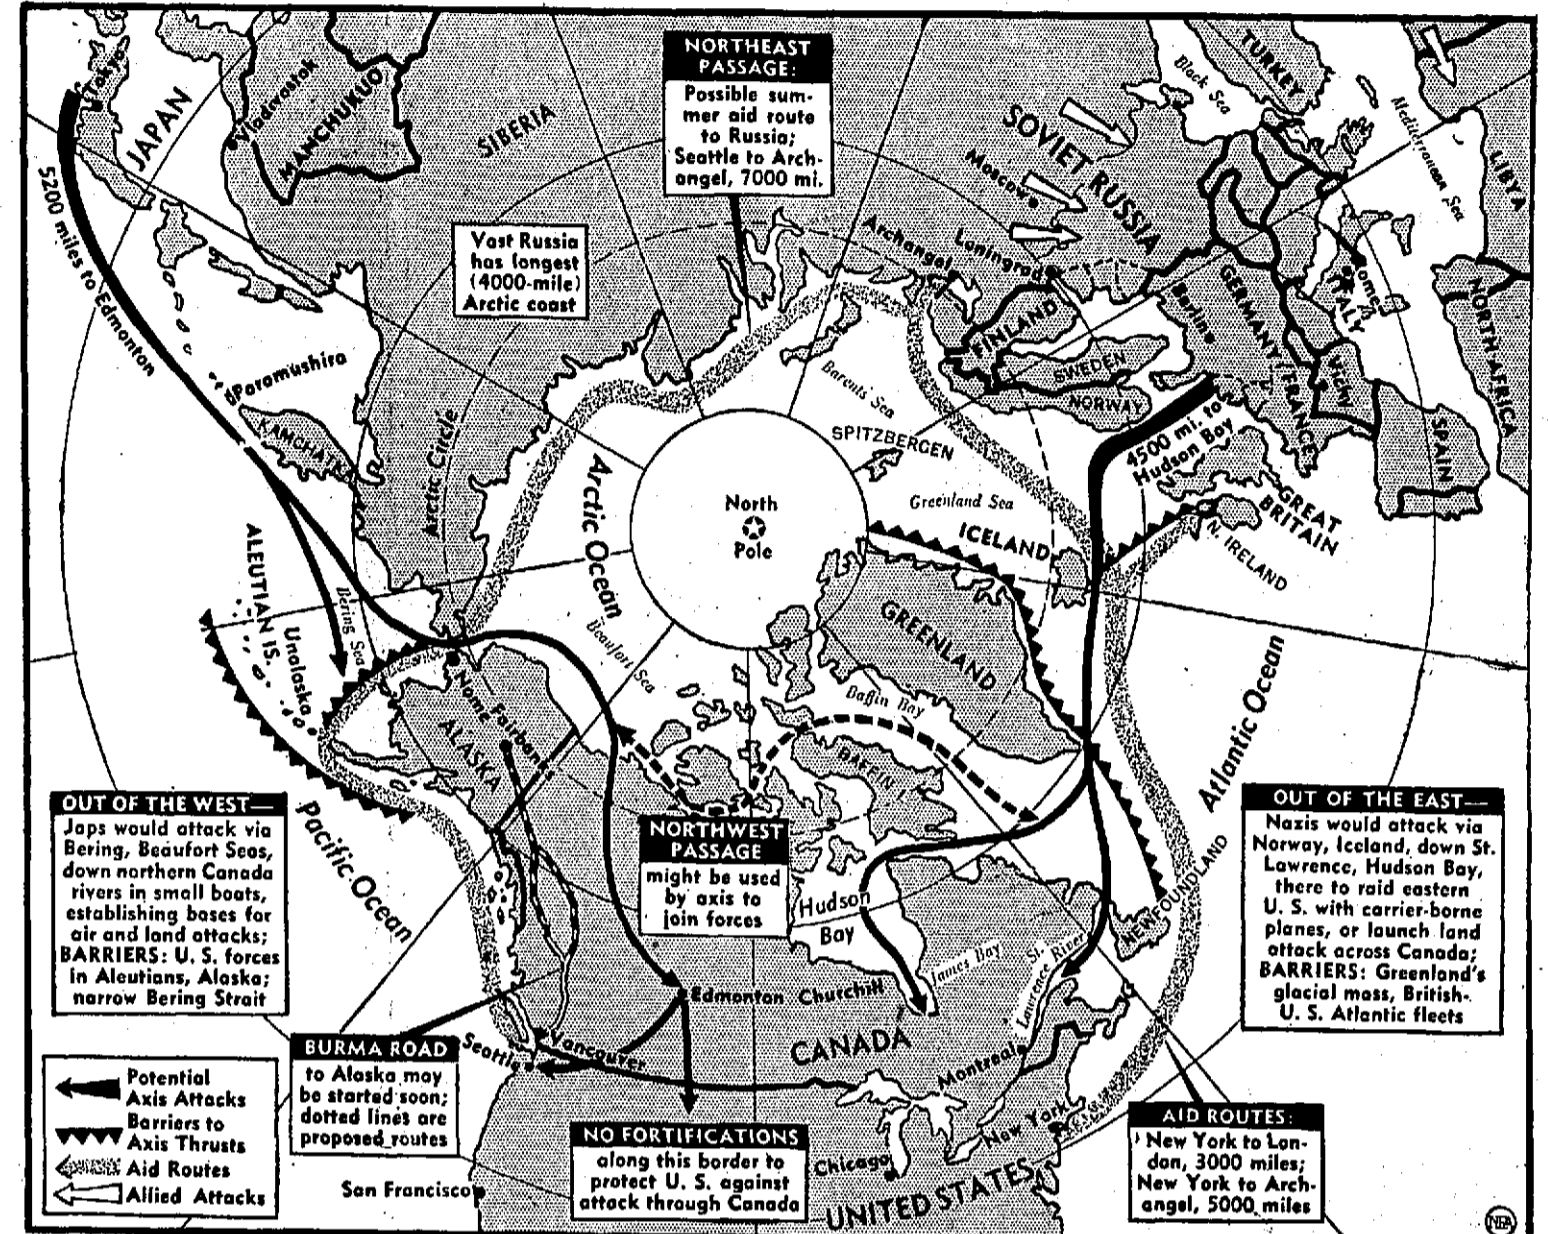 NORTHEAST
PASSAGE:
Possible sum-
mer aid route
to Russia;
Seattle to Arch-
angel, 7000 mi.
Vast Russia
has longest
(4000-mile)
Arctic coast
Tokyo
JAPAN
Vladivostok
MANCHUKUO
SIBERIA
5200 miles to Edmonton
Paramushira
KAMCHATKA
Arctic Circle
Arctic Ocean
SOVIET RUSSIA
Moscow
Archangel
Leningrad
Black Sea
TURKEY
Mediterranean Sea
LIBYA
NORTH AFRICA
FINLAND
SWEDEN
NORWAY
Berlin
GERMANY
FRANCE
Vichy
Rome
ITALY
SPAIN
Barents Sea
SPITZBERGEN
Greenland Sea
ICELAND
GREENLAND
4500 mi. to
Hudson Bay
GREAT
BRITAIN
N. IRELAND
North
Pole
ALEUTIAN IS.
Unalaska
Bering Sea
Beaufort Sea
Nome
Fairbanks
ALASKA
Baffin Bay
BAFFIN I.
Atlantic Ocean
Pacific Ocean
OUT OF THE WEST—
Japs would attack via
Bering, Beaufort Seas,
down northern Canada
rivers in small boats,
establishing bases for
air and land attacks;
BARRIERS: U. S. forces
in Aleutians, Alaska;
narrow Bering Strait
NORTHWEST
PASSAGE
might be used
by axis to
join forces
OUT OF THE EAST—
Nazis would attack via
Norway, Iceland, down St.
Lawrence, Hudson Bay,
there to raid eastern
U. S. with carrier-borne
planes, or launch land
attack across Canada;
BARRIERS: Greenland's
glacial mass, British-
U. S. Atlantic fleets
Hudson
Bay
James Bay
St.
Lawrence River
NEWFOUNDLAND
Edmonton
Churchill
CANADA
Vancouver
Seattle
Montreal
New York
Chicago
UNITED STATES
San Francisco
BURMA ROAD
to Alaska may
be started soon;
dotted lines are
proposed routes
NO FORTIFICATIONS
along this border to
protect U. S. against
attack through Canada
AID ROUTES:
New York to Lon-
don, 3000 miles;
New York to Arch-
angel, 5000 miles
Potential
Axis Attacks
Barriers to
Axis Thrusts
Aid Routes
Allied Attacks
NEA